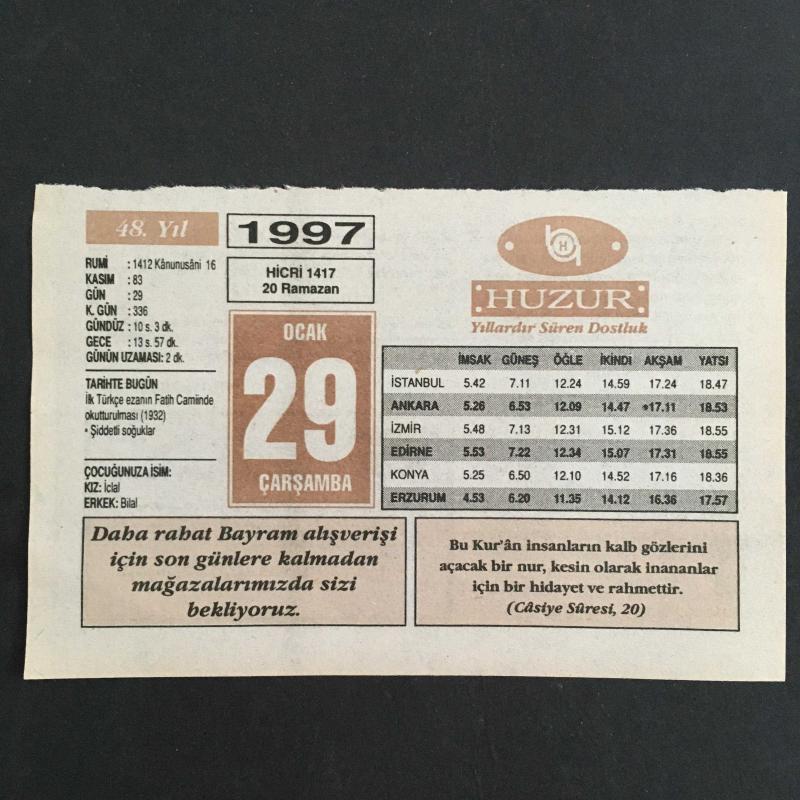 48. Yıl
1997
RUMİ : 1412 Kânunusâni 16
KASIM : 83
GÜN : 29
K. GÜN : 336
GÜNDÜZ : 10 s. 3 dk.
GECE : 13 s. 57 dk.
GÜNÜN UZAMASI: 2 dk.
TARİHTE BUGÜN
İlk Türkçe ezanın Fatih Camiinde
okutturulması (1932)
• Şiddetli soğuklar
ÇOCUĞUNUZA İSİM:
KIZ: İclal
ERKEK: Bilal
HİCRİ 1417
20 Ramazan
OCAK
29
ÇARŞAMBA
H
HUZUR
Yıllardır Süren Dostluk
İMSAK GÜNEŞ ÖĞLE İKİNDİ AKŞAM YATSI
İSTANBUL 5.42 7.11 12.24 14.59 17.24 18.47
ANKARA 5.26 6.53 12.09 14.47 17.11 18.53
İZMİR 5.48 7.13 12.31 15.12 17.36 18.55
EDİRNE 5.53 7.22 12.34 15.07 17.31 18.55
KONYA 5.25 6.50 12.10 14.52 17.16 18.36
ERZURUM 4.53 6.20 11.35 14.12 16.36 17.57
Daha rahat Bayram alışverişi
için son günlere kalmadan
mağazalarımızda sizi
bekliyoruz.
Bu Kur'ân insanların kalb gözlerini
açacak bir nur, kesin olarak inananlar
için bir hidayet ve rahmettir.
(Câsiye Sûresi, 20)